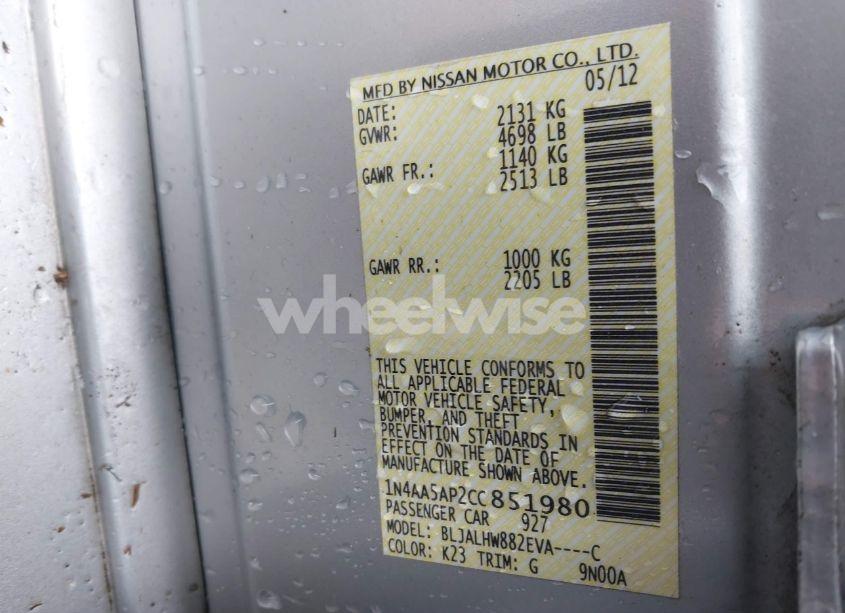 MFD BY NISSAN MOTOR CO., LTD.
DATE: 05/12
GVWR: 2131 KG
4698 LB
GAWR FR.: 1140 KG
2513 LB
GAWR RR.: 1000 KG
2205 LB
wheelwise
THIS VEHICLE CONFORMS TO
ALL APPLICABLE FEDERAL
MOTOR VEHICLE SAFETY,
BUMPER, AND THEFT
PREVENTION STANDARDS IN
EFFECT ON THE DATE OF
MANUFACTURE SHOWN ABOVE.
1N4AA5AP2CC851980
PASSENGER CAR 927
MODEL: BLJALHW882EVA----C
COLOR: K23 TRIM: G 9N00A